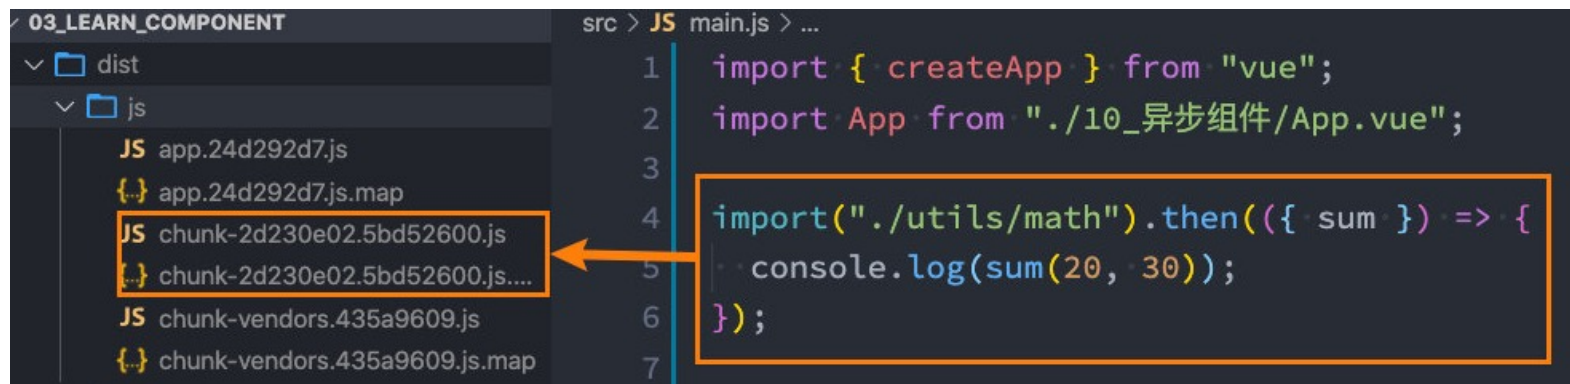 03_LEARN_COMPONENT
dist
js
JS app.24d292d7.js
{..} app.24d292d7.js.map
JS chunk-2d230e02.5bd52600.js
{..} chunk-2d230e02.5bd52600.js....
JS chunk-vendors.435a9609.js
{..} chunk-vendors.435a9609.js.map
src > JS main.js > ...
1 import { createApp } from "vue";
2 import App from "./10_异步组件/App.vue";
3
4 import("./utils/math").then(({ sum }) => {
5 console.log(sum(20, 30));
6 });
7